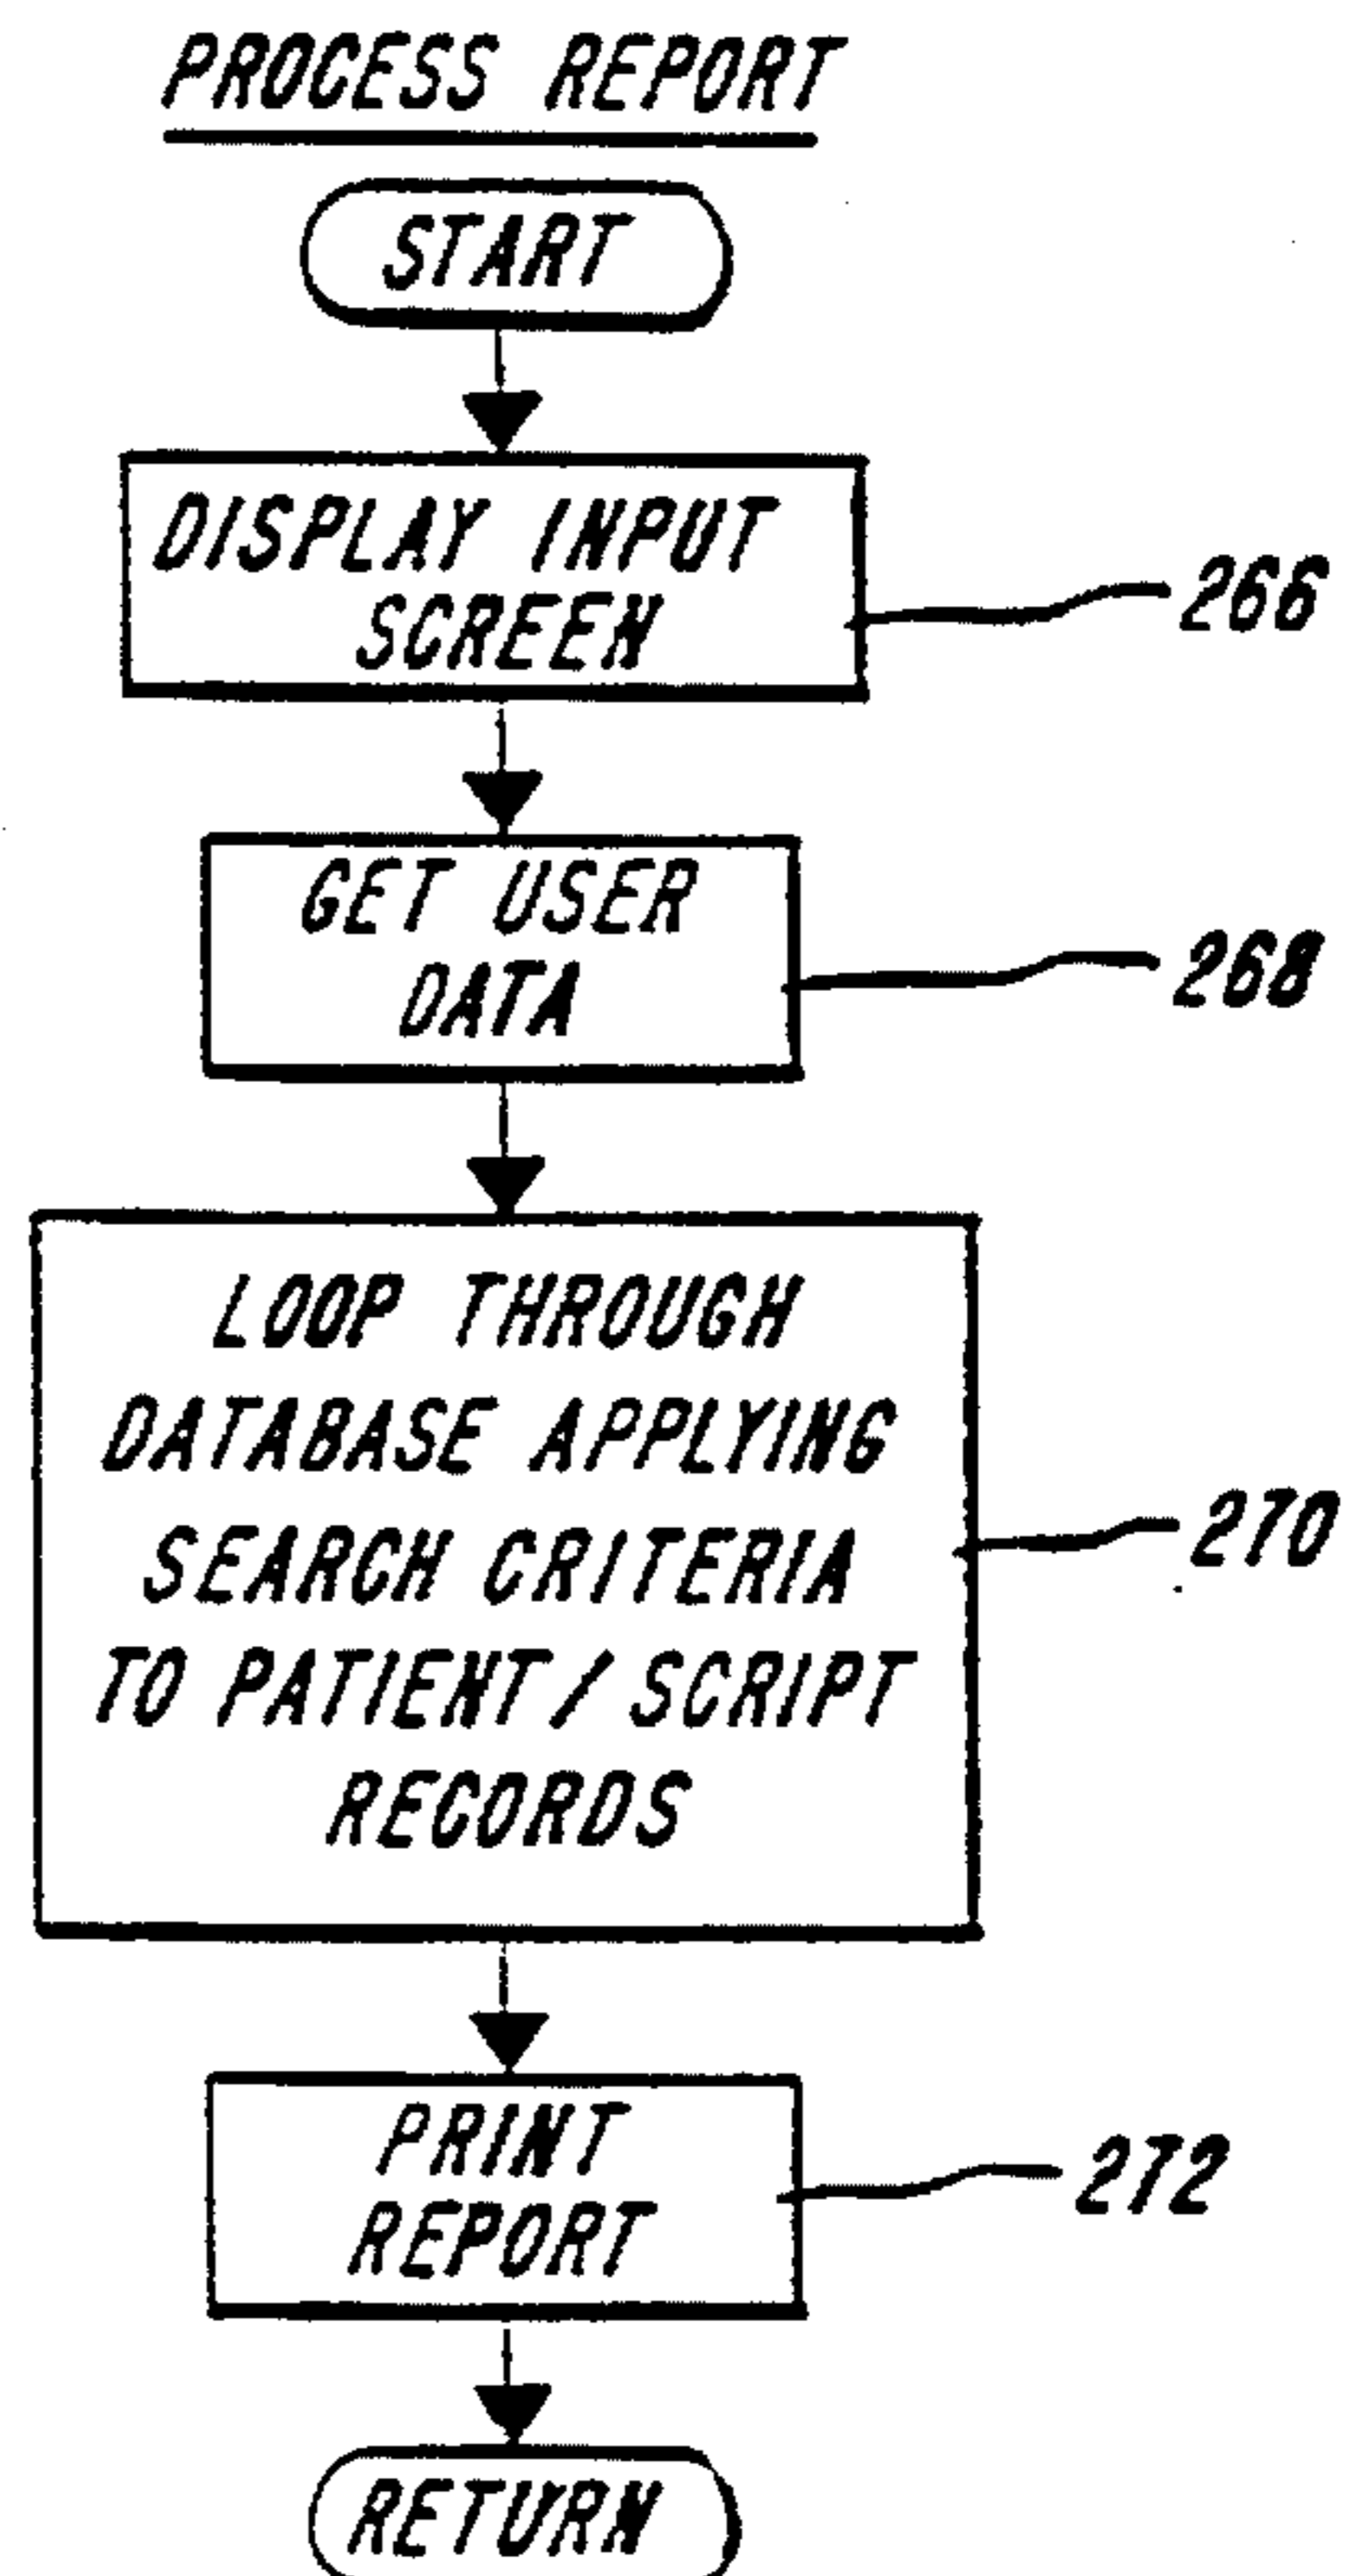 PROCESS REPORT
START
DISPLAY INPUT
SCREEN
266
GET USER
DATA
268
LOOP THROUGH
DATABASE APPLYING
SEARCH CRITERIA
TO PATIENT / SCRIPT
RECORDS
270
PRINT
REPORT
272
RETURN